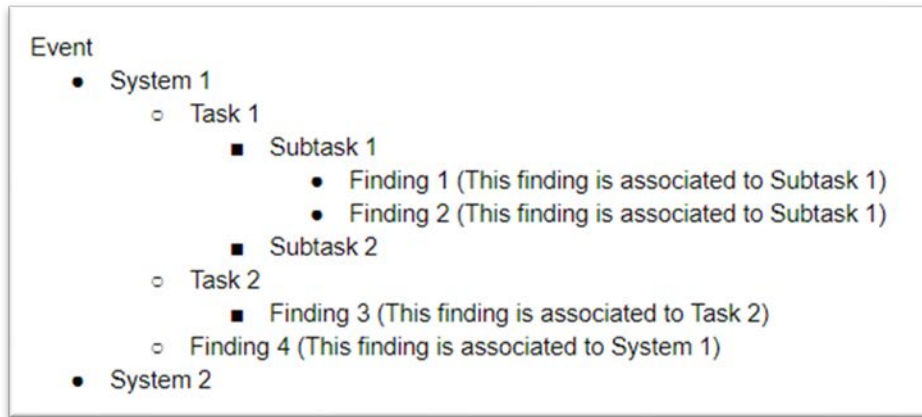 Event
● System 1
○ Task 1
■ Subtask 1
● Finding 1 (This finding is associated to Subtask 1)
● Finding 2 (This finding is associated to Subtask 1)
■ Subtask 2
○ Task 2
■ Finding 3 (This finding is associated to Task 2)
○ Finding 4 (This finding is associated to System 1)
● System 2